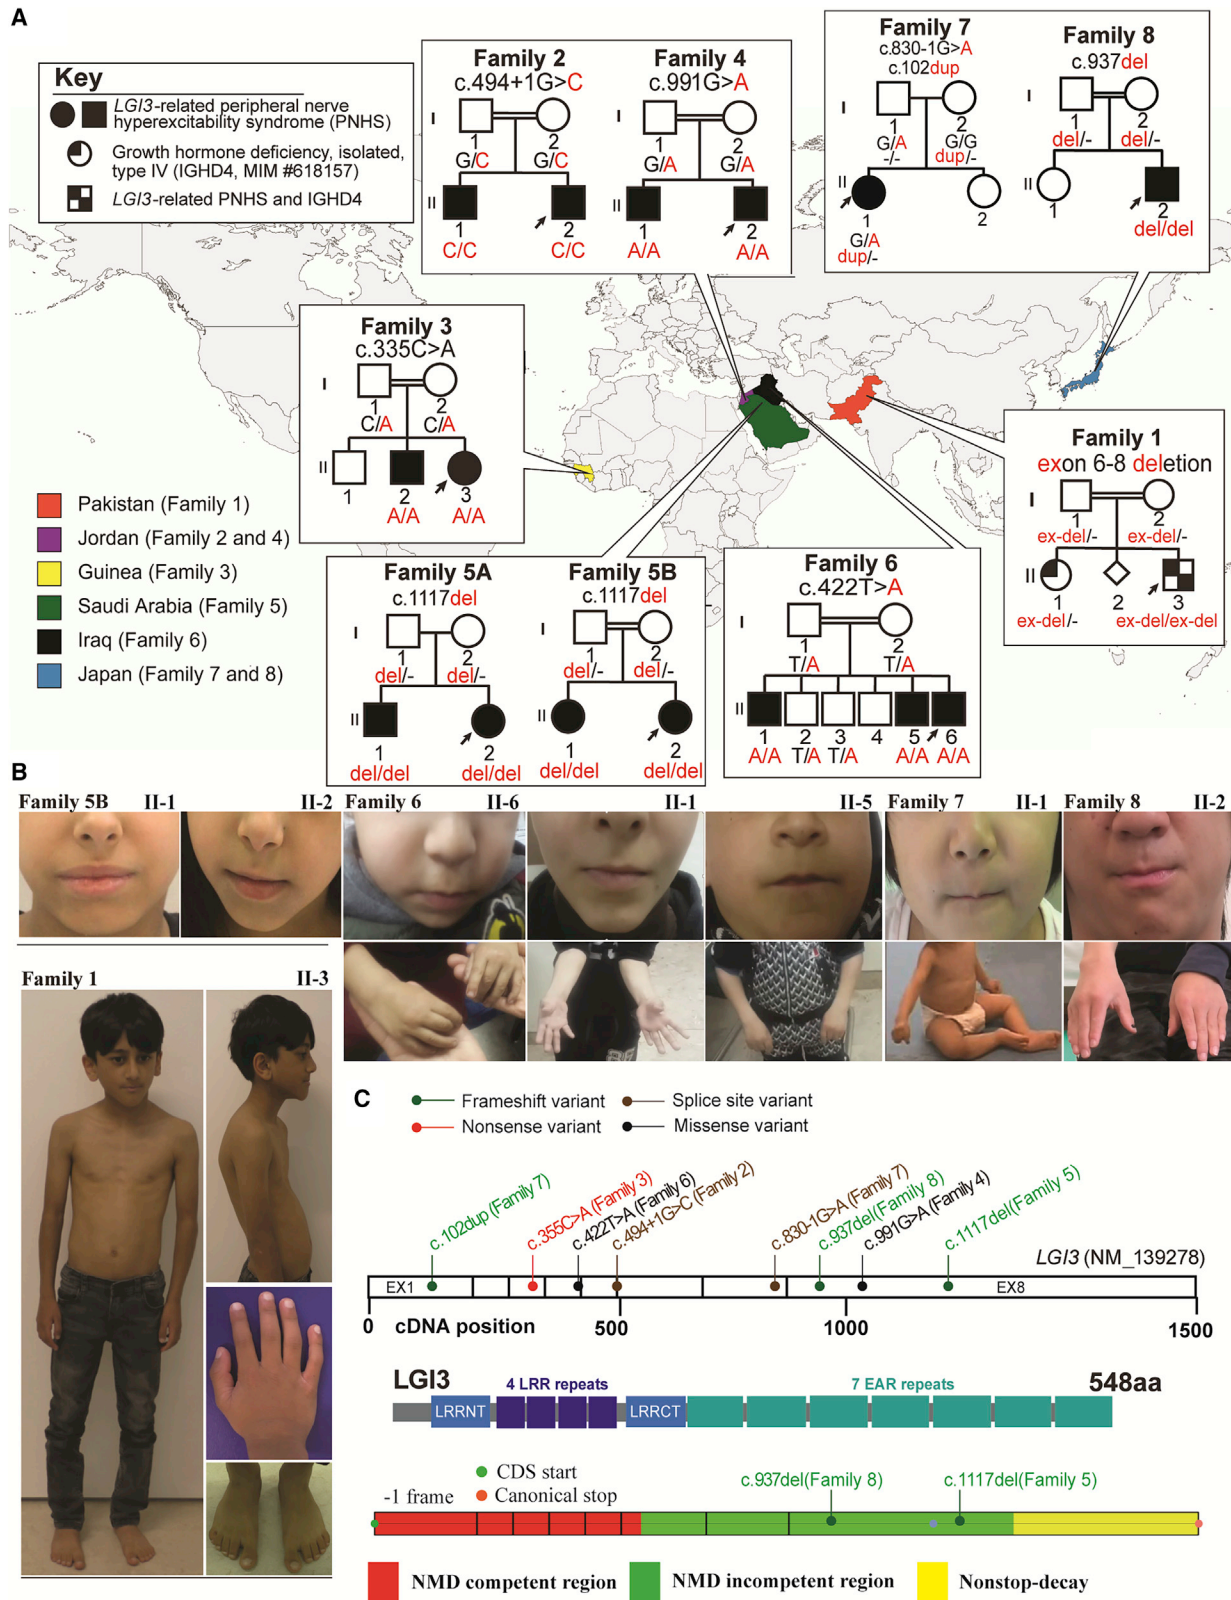 A
Key
LGI3-related peripheral nerve
hyperexcitability syndrome (PNHS)
Growth hormone deficiency, isolated,
type IV (IGHD4, MIM #618157)
LGI3-related PNHS and IGHD4
Family 2
c.494+1G>C
I
1
2
G/C
G/C
II
1
2
C/C
C/C
Family 4
c.991G>A
I
1
2
G/A
G/A
II
1
2
A/A
A/A
Family 7
c.830-1G>A
c.102dup
I
1
2
G/A
G/G
-/-
dup/-
II
1
2
G/A
dup/-
Family 8
c.937del
I
1
2
del/-
del/-
II
1
2
del/del
Family 3
c.335C>A
I
1
2
C/A
C/A
II
1
2
3
A/A
A/A
Family 1
exon 6-8 deletion
I
1
2
ex-del/-
ex-del/-
II
1
2
3
ex-del/-
ex-del/ex-del
Pakistan (Family 1)
Jordan (Family 2 and 4)
Guinea (Family 3)
Saudi Arabia (Family 5)
Iraq (Family 6)
Japan (Family 7 and 8)
Family 5A
c.1117del
I
1
2
del/-
del/-
II
1
2
del/del
del/del
Family 5B
c.1117del
I
1
2
del/-
del/-
II
1
2
del/del
del/del
Family 6
c.422T>A
I
1
2
T/A
T/A
II
1
2
3
4
5
6
A/A
T/A
T/A
A/A
A/A
B
Family 5B
II-1
II-2
Family 6
II-6
II-1
II-5
Family 7
II-1
Family 8
II-2
Family 1
II-3
C
Frameshift variant
Splice site variant
Nonsense variant
Missense variant
c.102dup (Family 7)
c.355C>A (Family 3)
c.422T>A (Family 6)
c.494+1G>C (Family 2)
c.830-1G>A (Family 7)
c.937del(Family 8)
c.991G>A (Family 4)
c.1117del(Family 5)
LGI3 (NM_139278)
EX1
EX8
0
cDNA position
500
1000
1500
LGI3
4 LRR repeats
7 EAR repeats
548aa
LRRNT
LRRCT
CDS start
Canonical stop
-1 frame
c.937del(Family 8)
c.1117del(Family 5)
NMD competent region
NMD incompetent region
Nonstop-decay